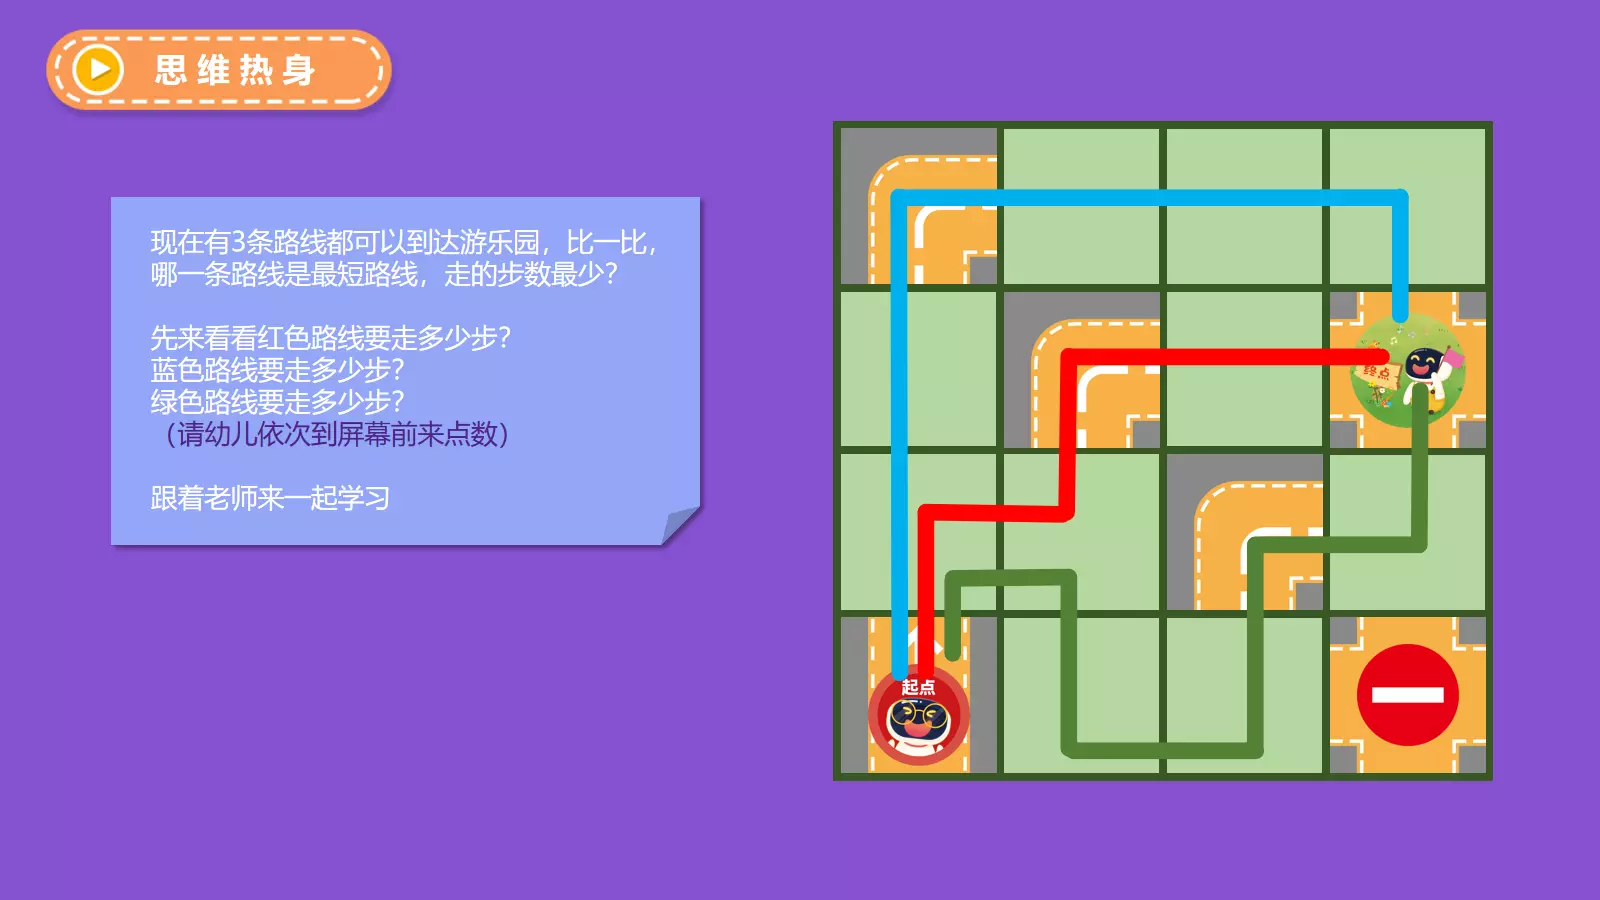 思维热身
现在有3条路线都可以到达游乐园，比一比，
哪一条路线是最短路线，走的步数最少？
先来看看红色路线要走多少步？
蓝色路线要走多少步？
绿色路线要走多少步？
（请幼儿依次到屏幕前来点数）
跟着老师来一起学习
终点
起点